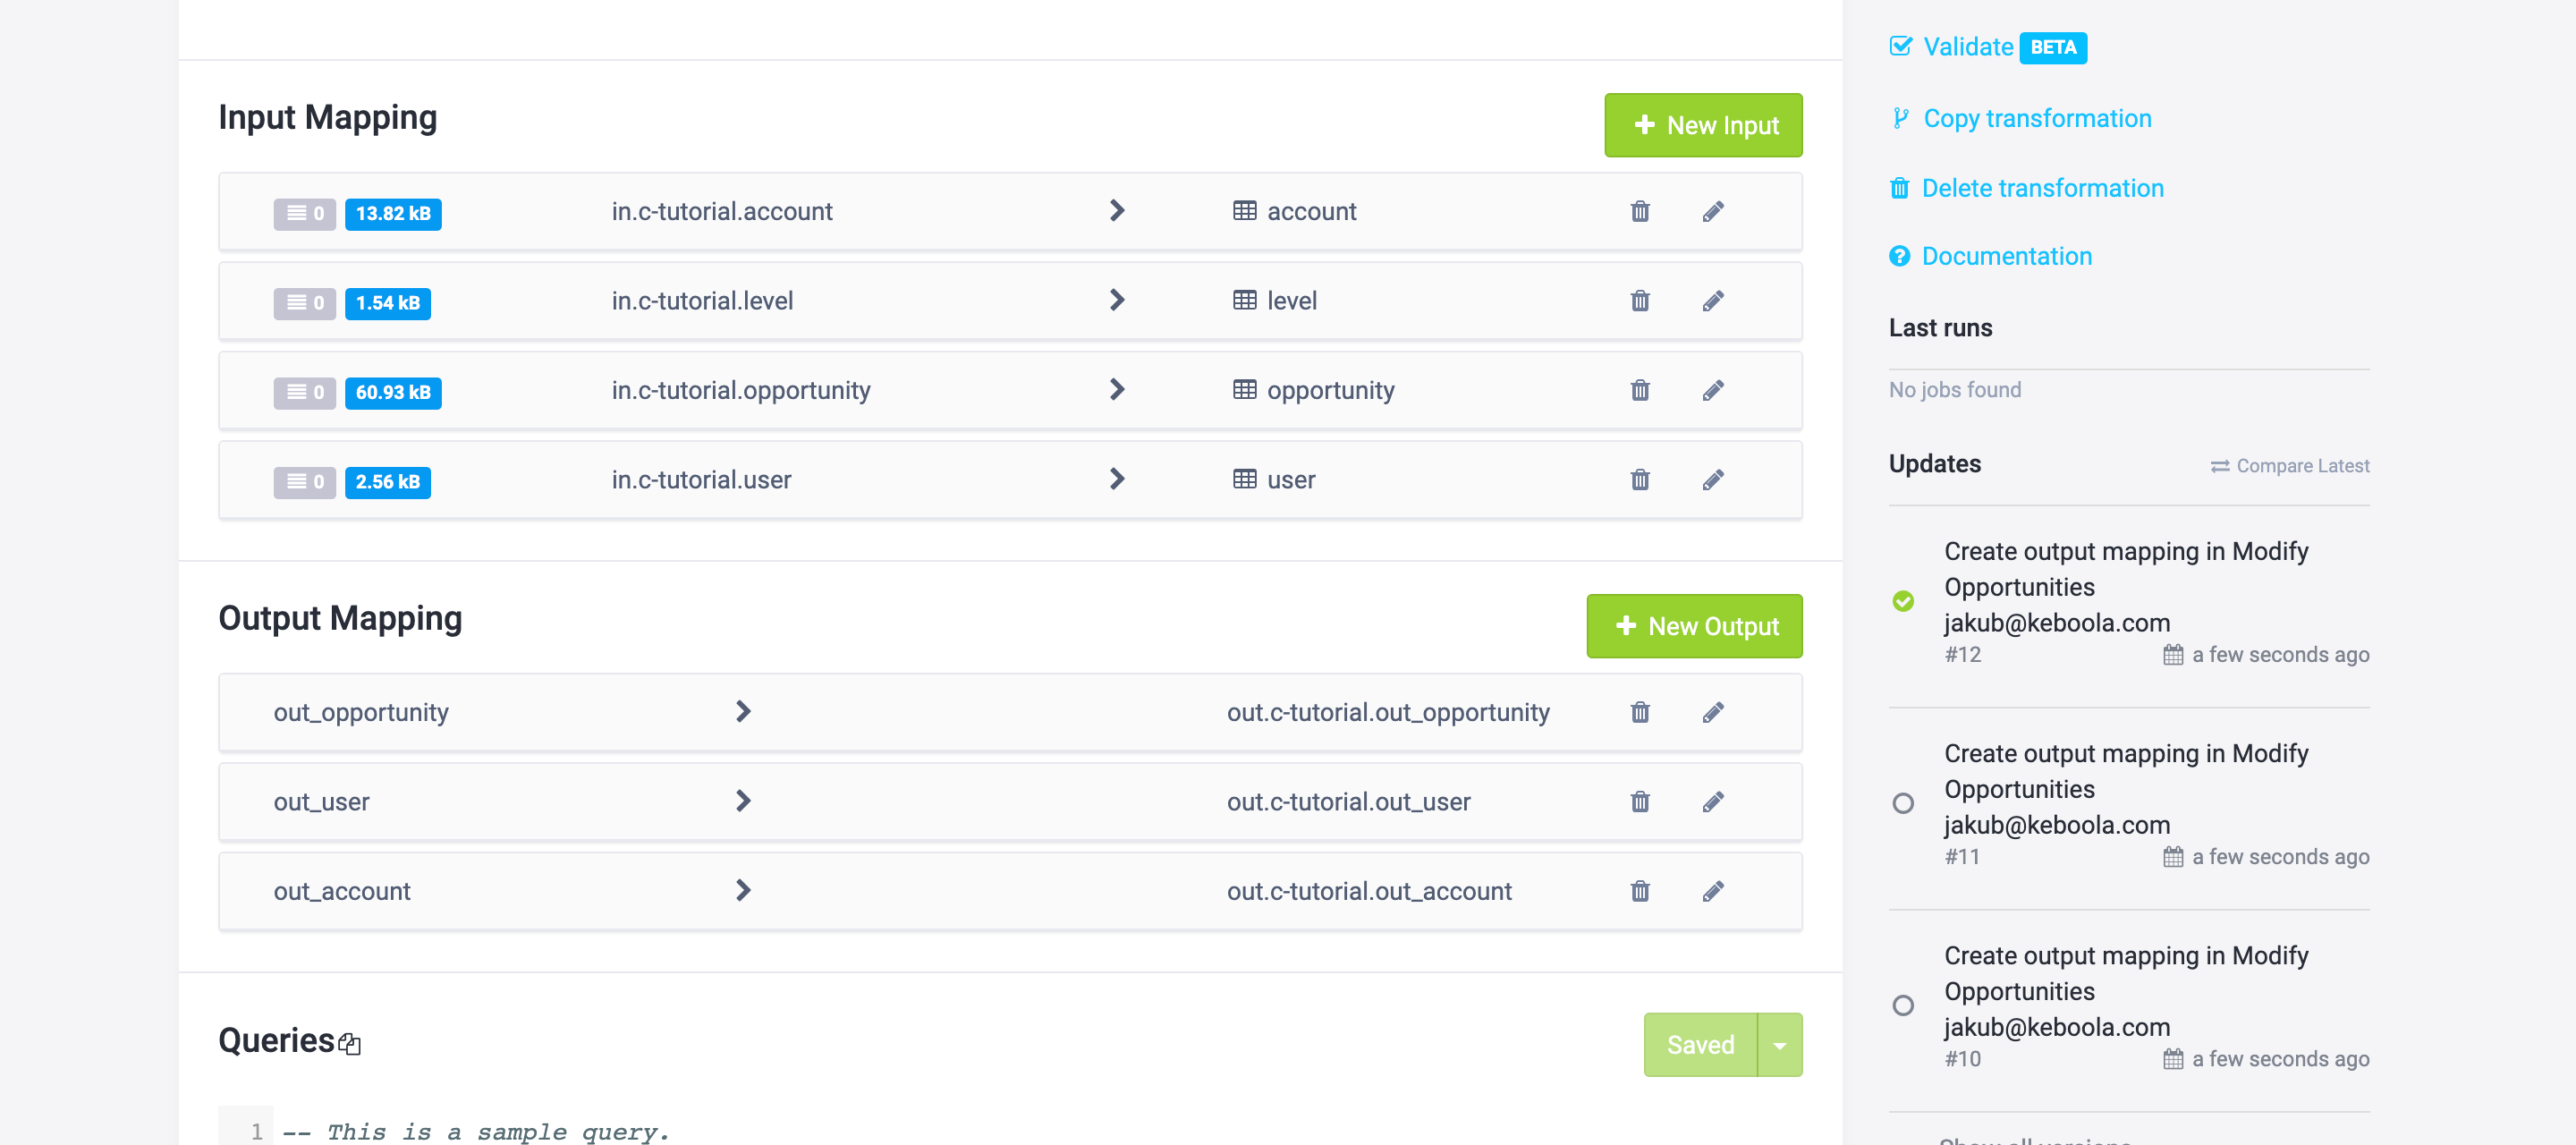 Input Mapping
+ New Input
0 13.82 kB in.c-tutorial.account account
0 1.54 kB in.c-tutorial.level level
0 60.93 kB in.c-tutorial.opportunity opportunity
0 2.56 kB in.c-tutorial.user user
Output Mapping
+ New Output
out_opportunity out.c-tutorial.out_opportunity
out_user out.c-tutorial.out_user
out_account out.c-tutorial.out_account
Queries
Saved
1 -- This is a sample query.
Validate BETA
Copy transformation
Delete transformation
Documentation
Last runs
No jobs found
Updates Compare Latest
Create output mapping in Modify
Opportunities
jakub@keboola.com
#12 a few seconds ago
Create output mapping in Modify
Opportunities
jakub@keboola.com
#11 a few seconds ago
Create output mapping in Modify
Opportunities
jakub@keboola.com
#10 a few seconds ago